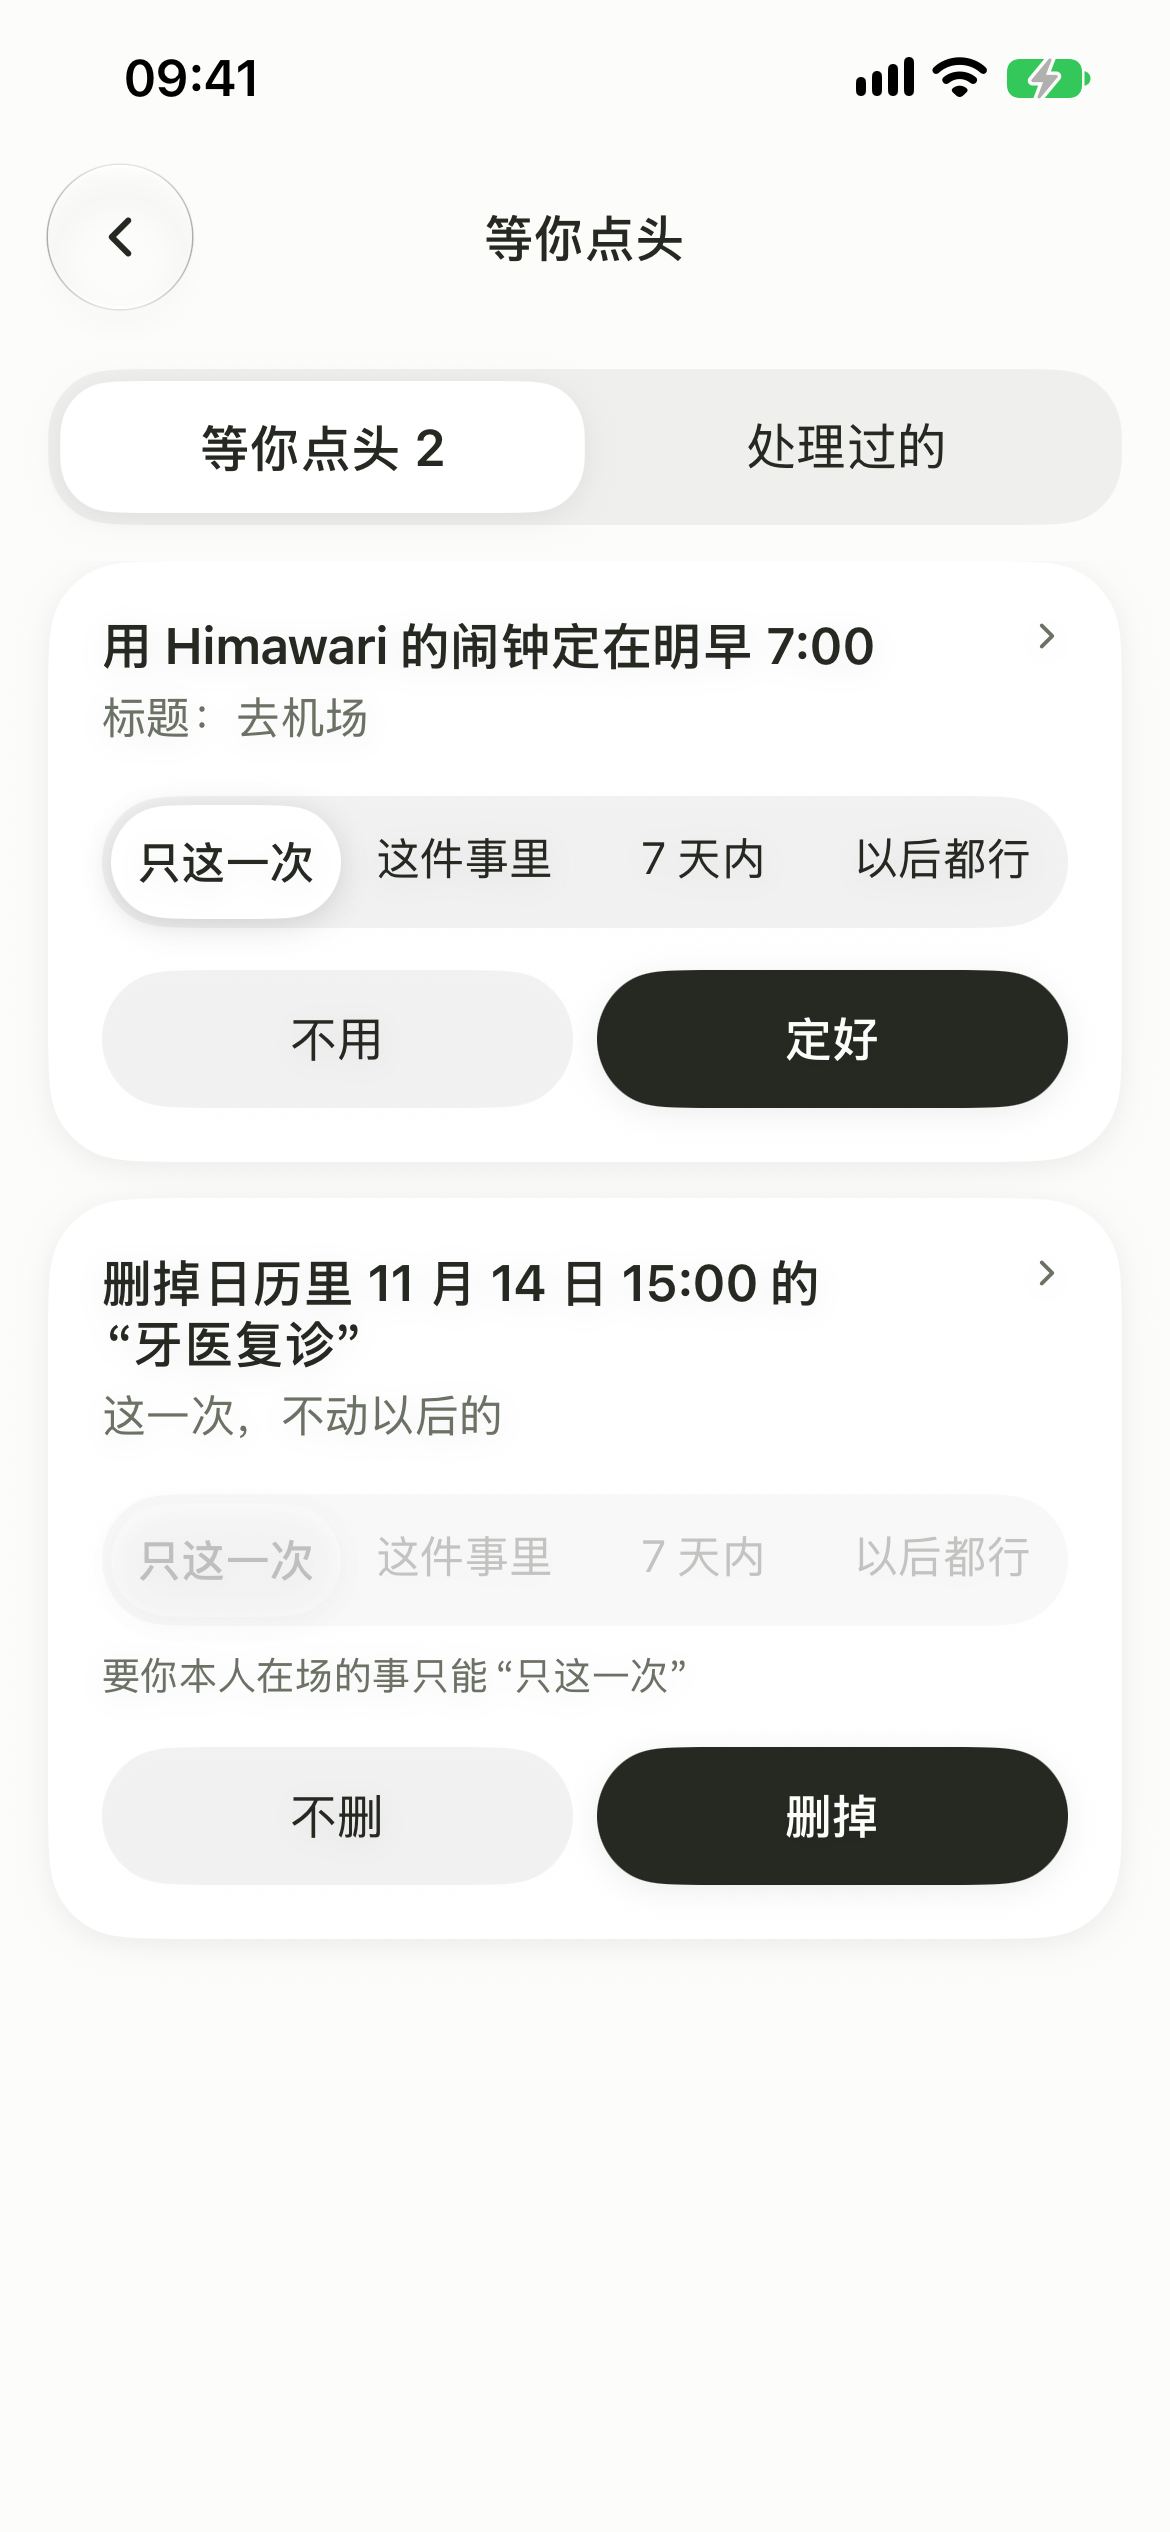 09:41
等你点头
等你点头 2
处理过的
用 Himawari 的闹钟定在明早 7:00
标题：去机场
只这一次
这件事里
7 天内
以后都行
不用
定好
删掉日历里 11 月 14 日 15:00 的
“牙医复诊”
这一次，不动以后的
只这一次
这件事里
7 天内
以后都行
要你本人在场的事只能“只这一次”
不删
删掉